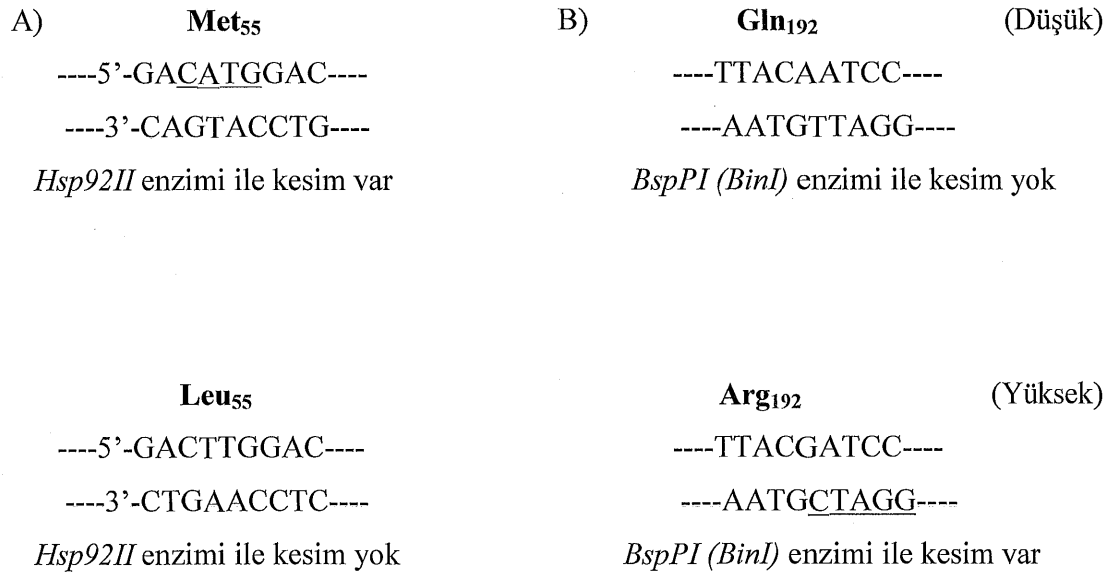 A) Met₅₅
----5’-GACATGGAC----
----3’-CAGTACCTG----
Hsp92II enzimi ile kesim var
B) Gln₁₉₂ (Düşük)
----TTACAATCC----
----AATGTTAGG----
BspPI (BinI) enzimi ile kesim yok
Leu₅₅
----5’-GACTTGGAC----
----3’-CTGAACCTC----
Hsp92II enzimi ile kesim yok
Arg₁₉₂ (Yüksek)
----TTACGATCC----
----AATGCTAGG----
BspPI (BinI) enzimi ile kesim var